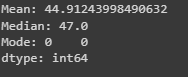 Mean: 44.91243998490632
Median: 47.0
Mode: 0    0
dtype: int64